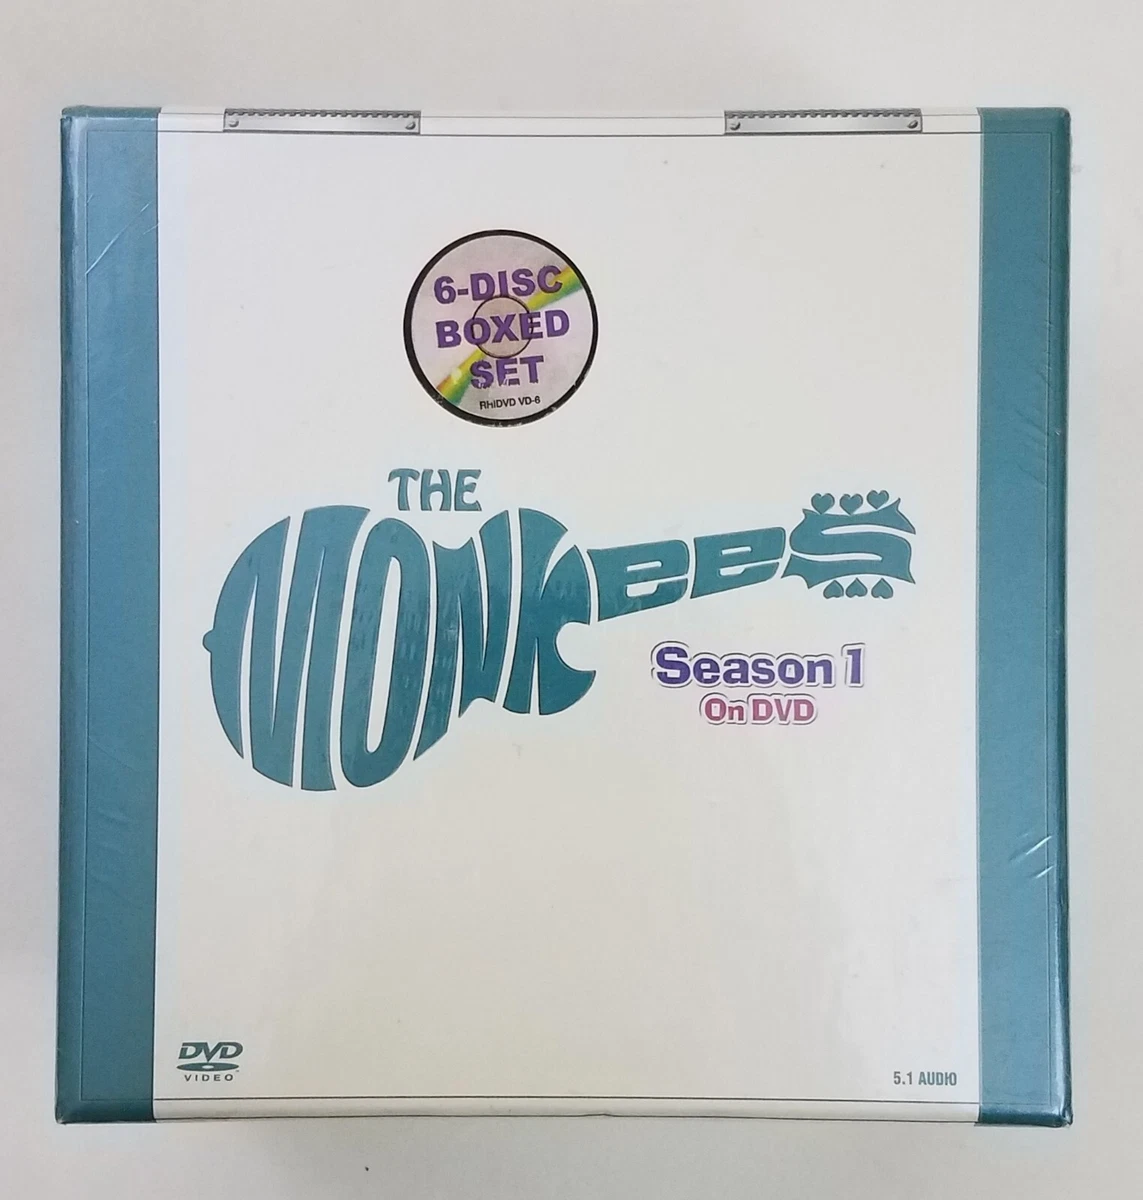 6-DISC
BOXED
SET
RHIDVD VD-6
THE
MONKEES
Season 1
On DVD
DVD
VIDEO
5.1 AUDIO